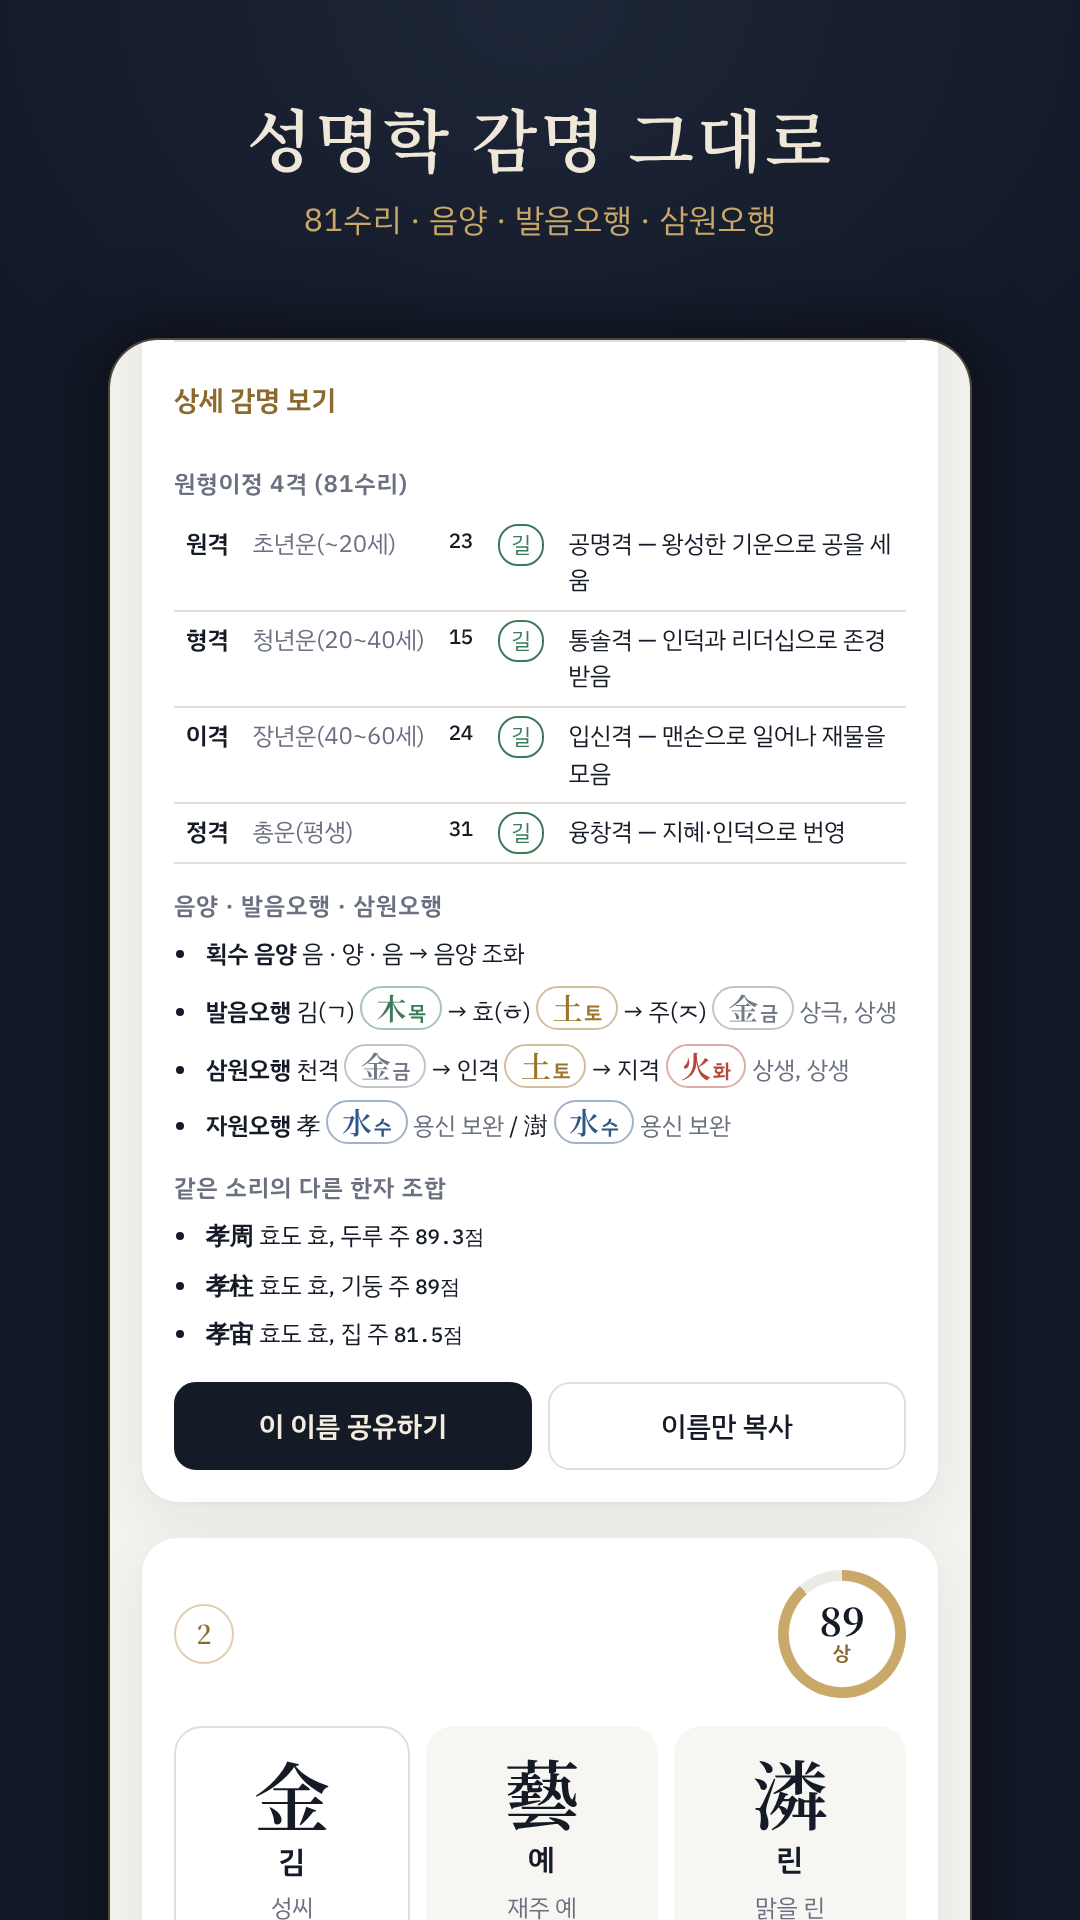 성명학 감명 그대로
81수리 · 음양 · 발음오행 · 삼원오행
상세 감명 보기
원형이정 4격 (81수리)
원격 초년운(~20세) 23 길 공명격 — 왕성한 기운으로 공을 세
움
형격 청년운(20~40세) 15 길 통솔격 — 인덕과 리더십으로 존경
받음
이격 장년운(40~60세) 24 길 입신격 — 맨손으로 일어나 재물을
모음
정격 총운(평생) 31 길 융창격 — 지혜·인덕으로 번영
음양 · 발음오행 · 삼원오행
• 획수 음양 음 · 양 · 음 → 음양 조화
• 발음오행 김(ㄱ) 木목 → 효(ㅎ) 土토 → 주(ㅈ) 金금 상극, 상생
• 삼원오행 천격 金금 → 인격 土토 → 지격 火화 상생, 상생
• 자원오행 孝 水수 용신 보완 / 澍 水수 용신 보완
같은 소리의 다른 한자 조합
• 孝周 효도 효, 두루 주 89.3점
• 孝柱 효도 효, 기둥 주 89점
• 孝宙 효도 효, 집 주 81.5점
이 이름 공유하기 이름만 복사
2 89
상
金 藝 潾
김 예 린
성씨 재주 예 맑을 린